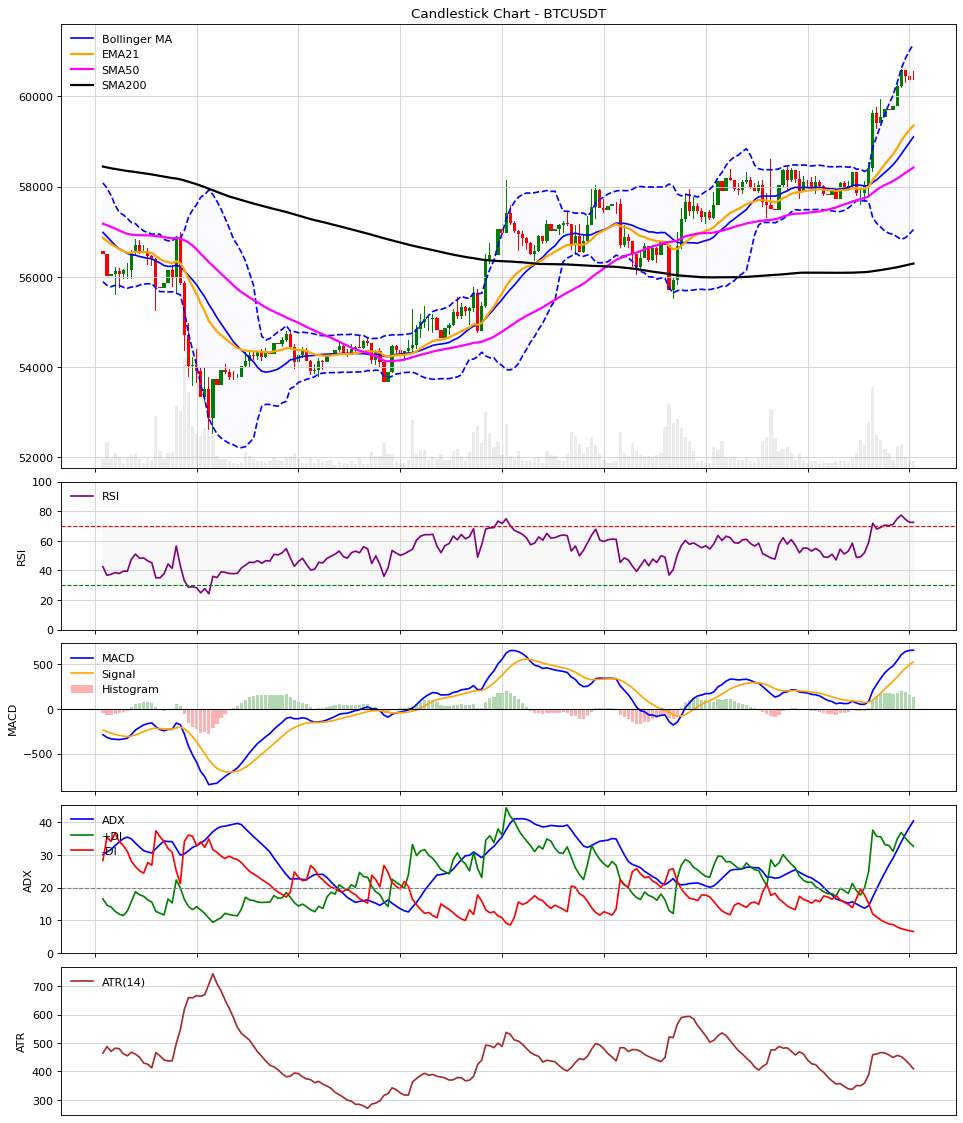 Candlestick Chart - BTCUSDT
Bollinger MA
EMA21
SMA50
SMA200
60000
58000
56000
54000
52000
100
80
60
40
20
0
RSI
RSI
500
0
−500
MACD
MACD
Signal
Histogram
40
30
20
10
0
ADX
ADX
+DI
-DI
700
600
500
400
300
ATR
ATR(14)